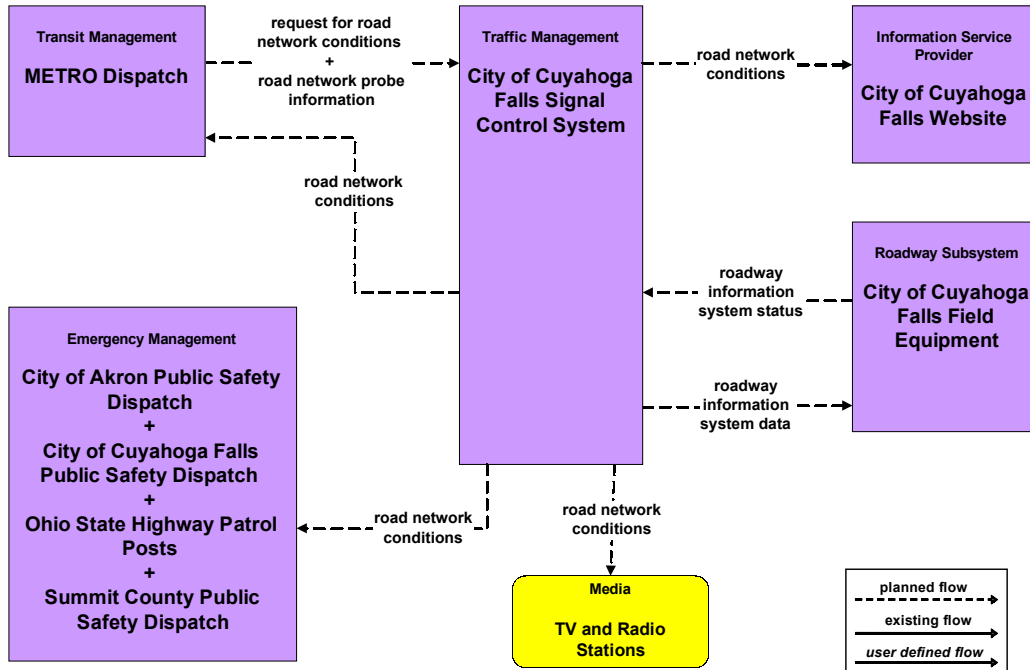 Transit Management
METRO Dispatch
request for road
network conditions
+
road network probe
information
Traffic Management
City of Cuyahoga
Falls Signal
Control System
road network
conditions
Information Service
Provider
City of Cuyahoga
Falls Website
road network
conditions
Roadway Subsystem
City of Cuyahoga
Falls Field
Equipment
roadway
information
system status
roadway
information
system data
Emergency Management
City of Akron Public Safety
Dispatch
+
City of Cuyahoga Falls
Public Safety Dispatch
+
Ohio State Highway Patrol
Posts
+
Summit County Public
Safety Dispatch
road network
conditions
road network
conditions
Media
TV and Radio
Stations
planned flow
existing flow
user defined flow